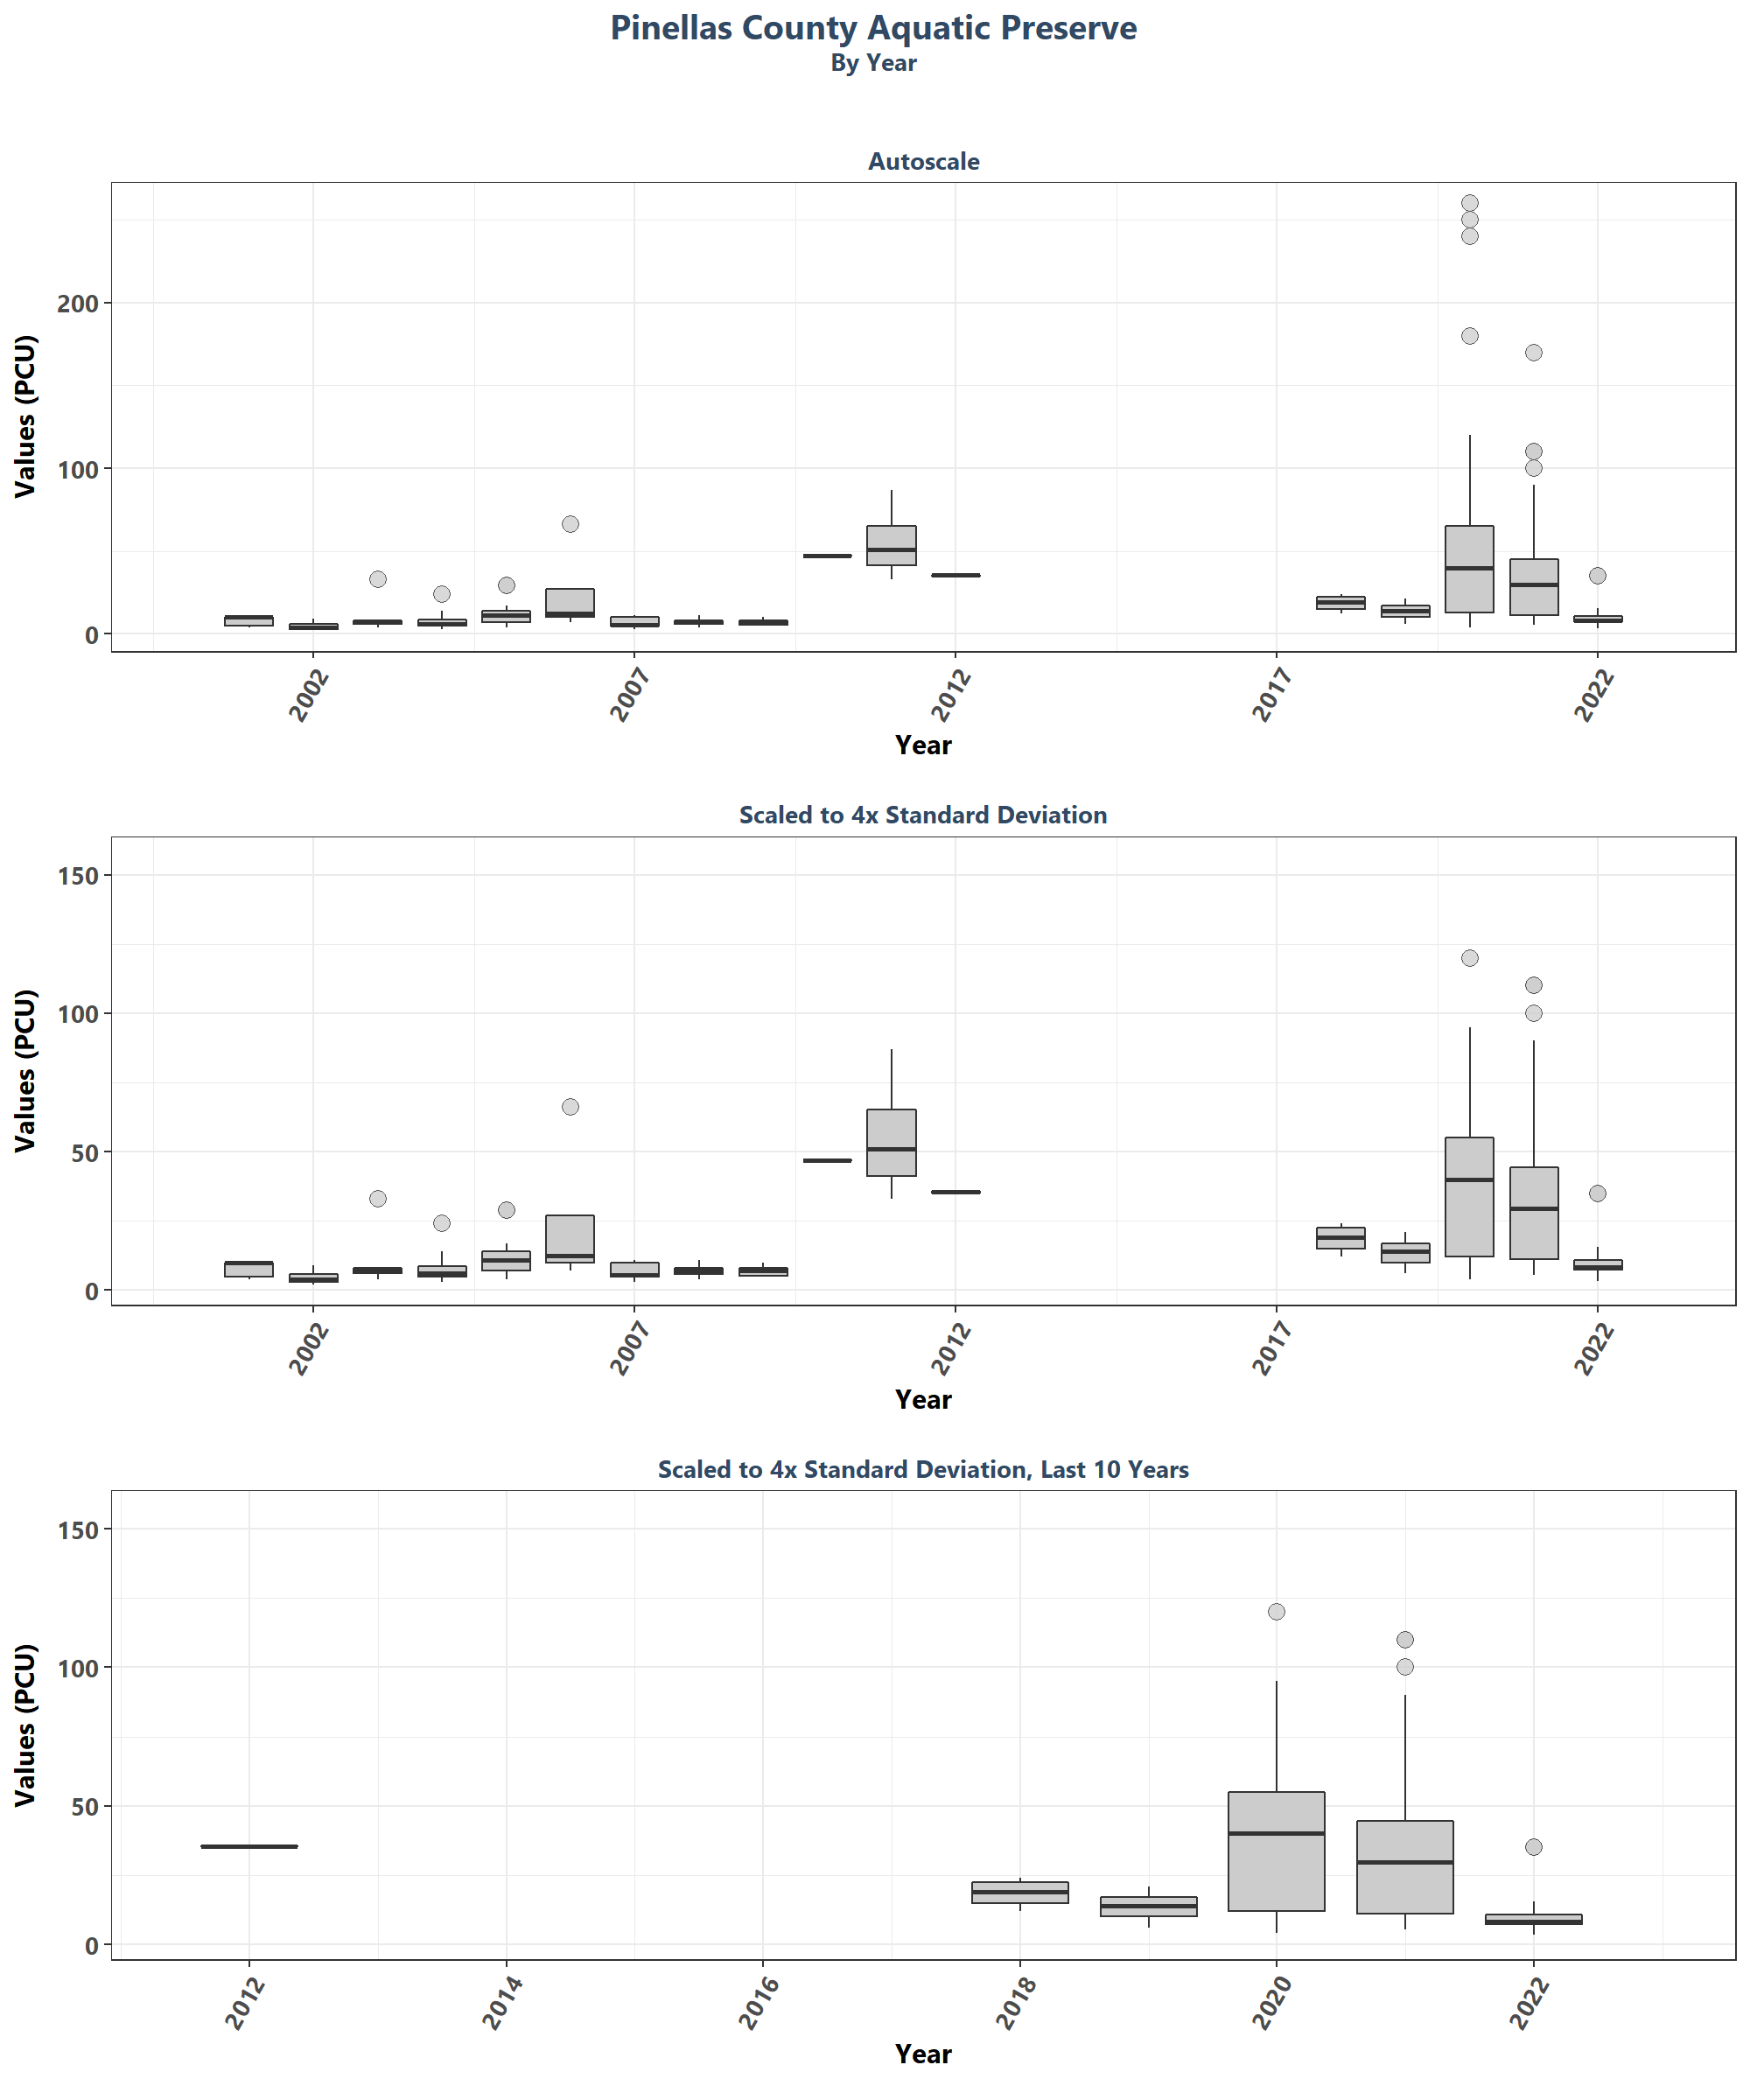 Pinellas County Aquatic Preserve
By Year
Autoscale
Values (PCU)
200
100
0
2002
2007
2012
2017
2022
Year
Scaled to 4x Standard Deviation
Values (PCU)
150
100
50
0
2002
2007
2012
2017
2022
Year
Scaled to 4x Standard Deviation, Last 10 Years
Values (PCU)
150
100
50
0
2012
2014
2016
2018
2020
2022
Year